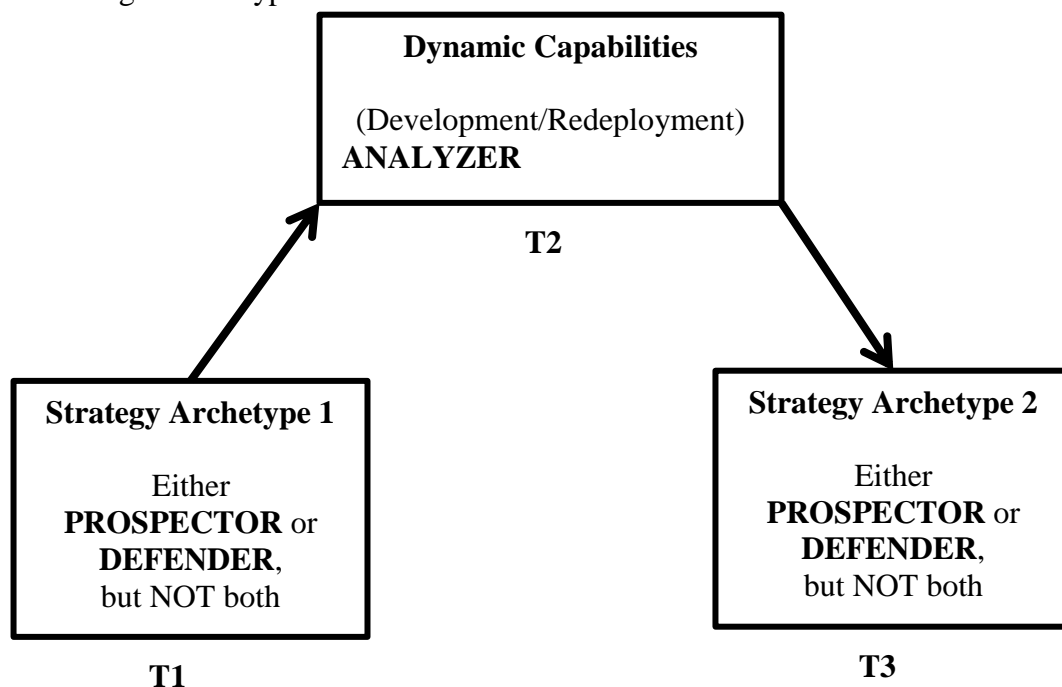 Dynamic Capabilities
(Development/Redeployment)
ANALYZER
T2
Strategy Archetype 1
Either
PROSPECTOR or
DEFENDER,
but NOT both
T1
Strategy Archetype 2
Either
PROSPECTOR or
DEFENDER,
but NOT both
T3